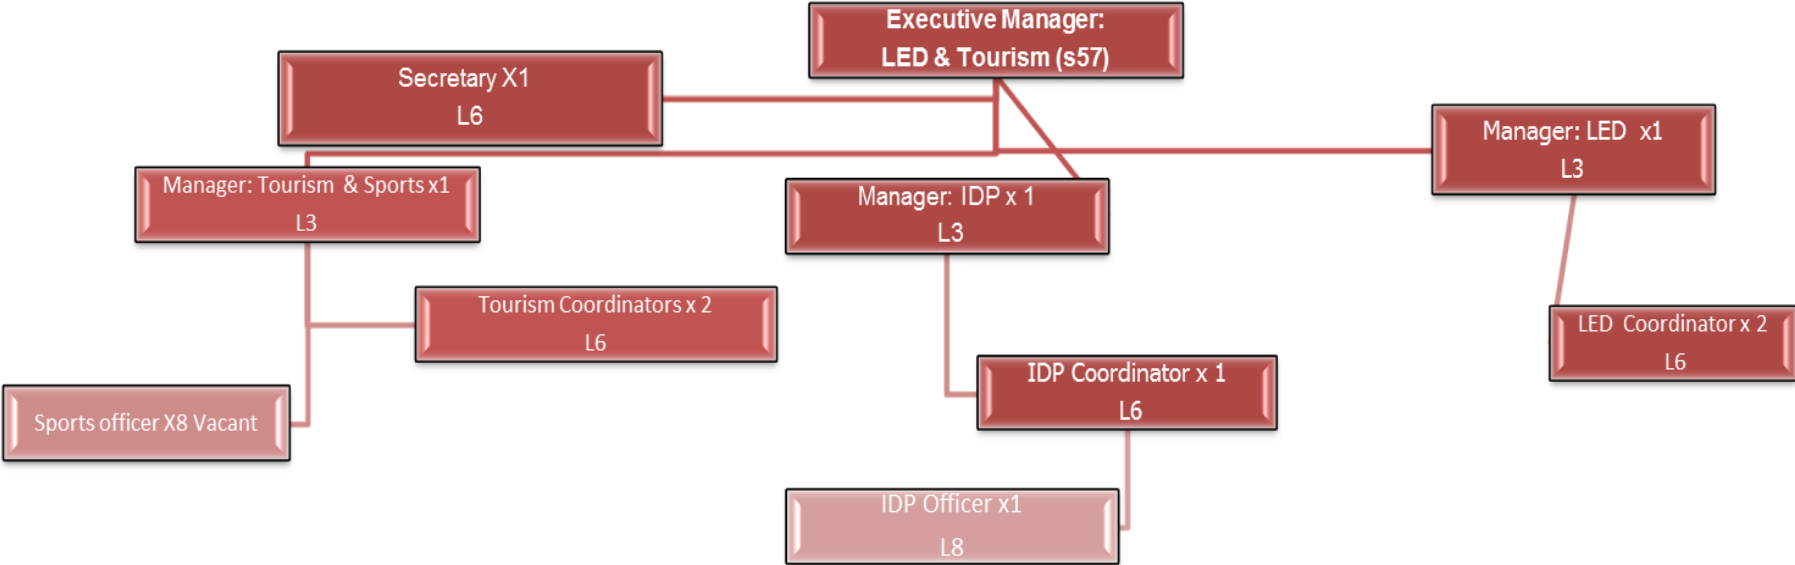 Executive Manager:
LED & Tourism (s57)
Secretary X1
L6
Manager: LED  x1
L3
Manager: Tourism  & Sports x1
L3
Manager: IDP x 1
L3
Tourism Coordinators x 2
L6
LED  Coordinator x 2
L6
IDP Coordinator x 1
L6
Sports officer X8 Vacant
IDP Officer x1
L8